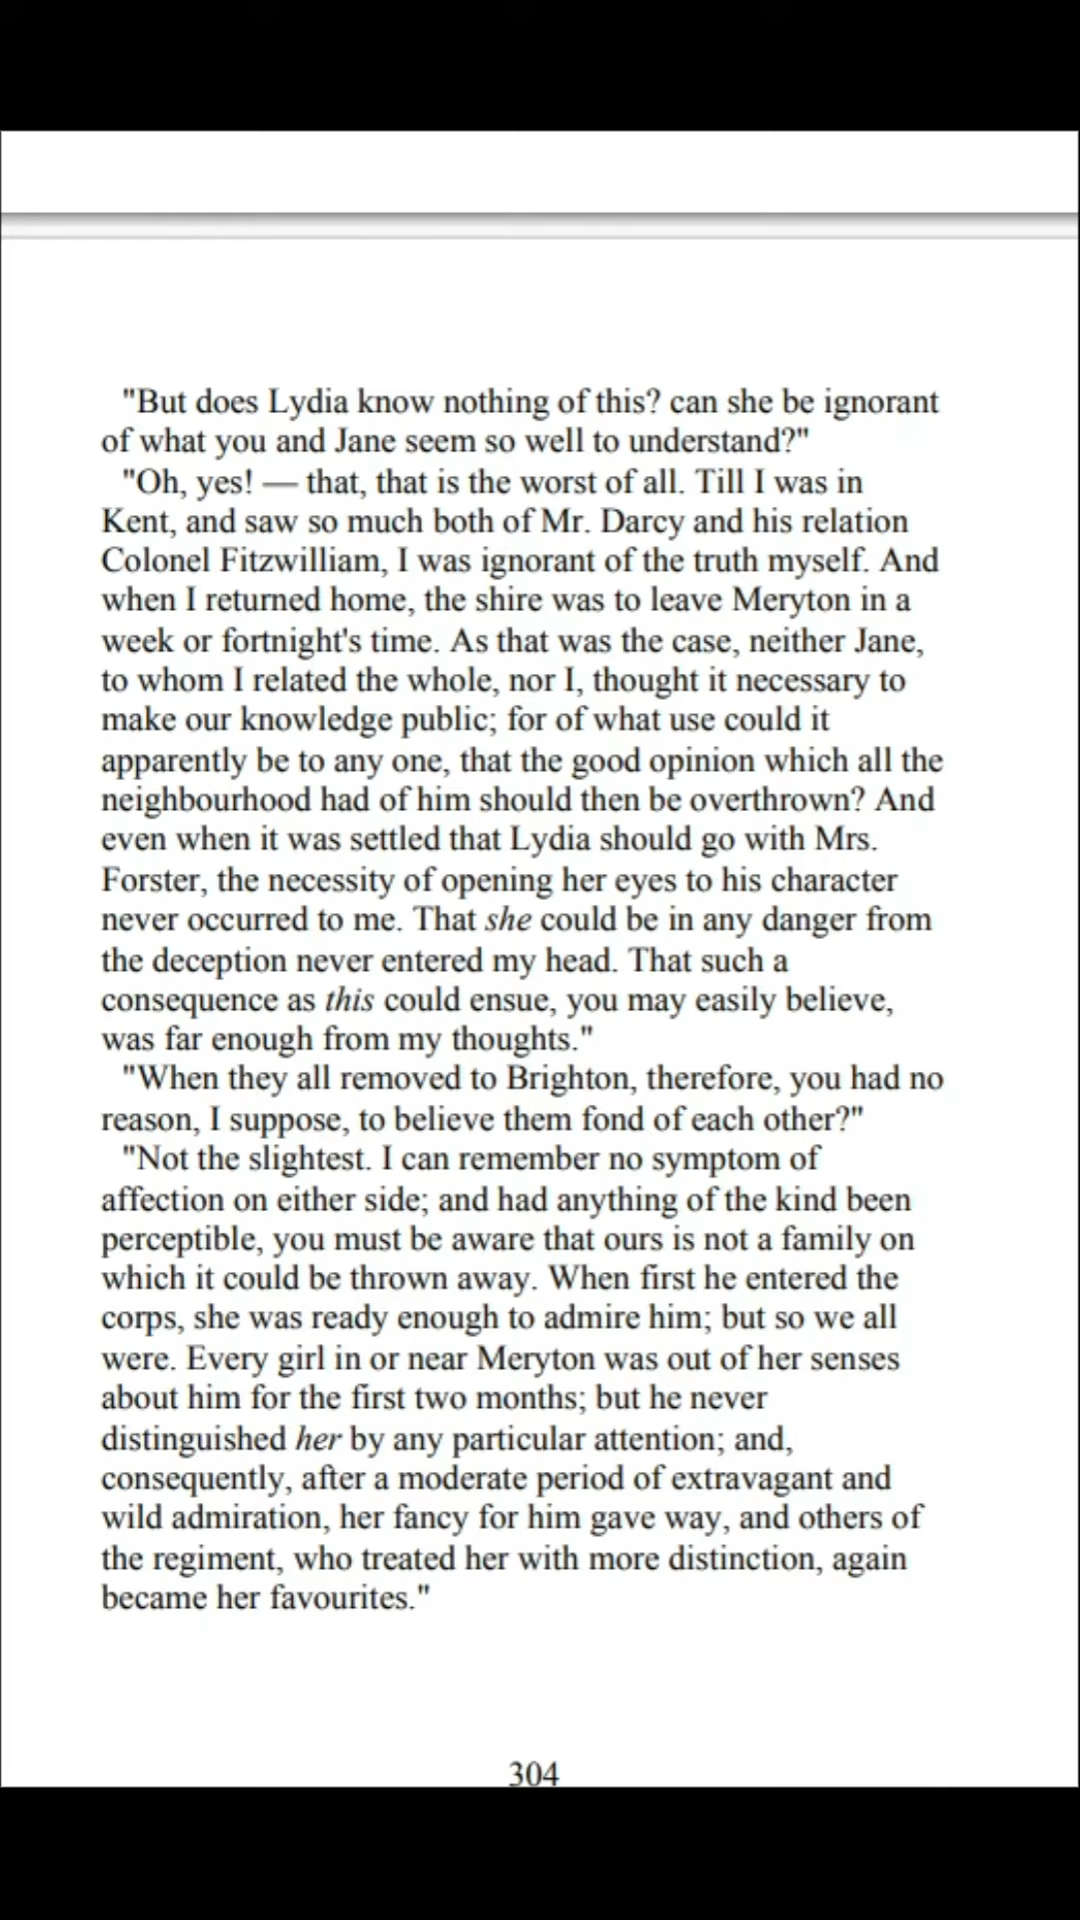 "But does Lydia know nothing of this? can she be ignorant
of what you and Jane seem so well to understand?"
"Oh, yes! — that, that is the worst of all. Till I was in
Kent, and saw so much both of Mr. Darcy and his relation
Colonel Fitzwilliam, I was ignorant of the truth myself. And
when I returned home, the shire was to leave Meryton in a
week or fortnight's time. As that was the case, neither Jane,
to whom I related the whole, nor I, thought it necessary to
make our knowledge public; for of what use could it
apparently be to any one, that the good opinion which all the
neighbourhood had of him should then be overthrown? And
even when it was settled that Lydia should go with Mrs.
Forster, the necessity of opening her eyes to his character
never occurred to me. That she could be in any danger from
the deception never entered my head. That such a
consequence as this could ensue, you may easily believe,
was far enough from my thoughts."
"When they all removed to Brighton, therefore, you had no
reason, I suppose, to believe them fond of each other?"
"Not the slightest. I can remember no symptom of
affection on either side; and had anything of the kind been
perceptible, you must be aware that ours is not a family on
which it could be thrown away. When first he entered the
corps, she was ready enough to admire him; but so we all
were. Every girl in or near Meryton was out of her senses
about him for the first two months; but he never
distinguished her by any particular attention; and,
consequently, after a moderate period of extravagant and
wild admiration, her fancy for him gave way, and others of
the regiment, who treated her with more distinction, again
became her favourites."
304